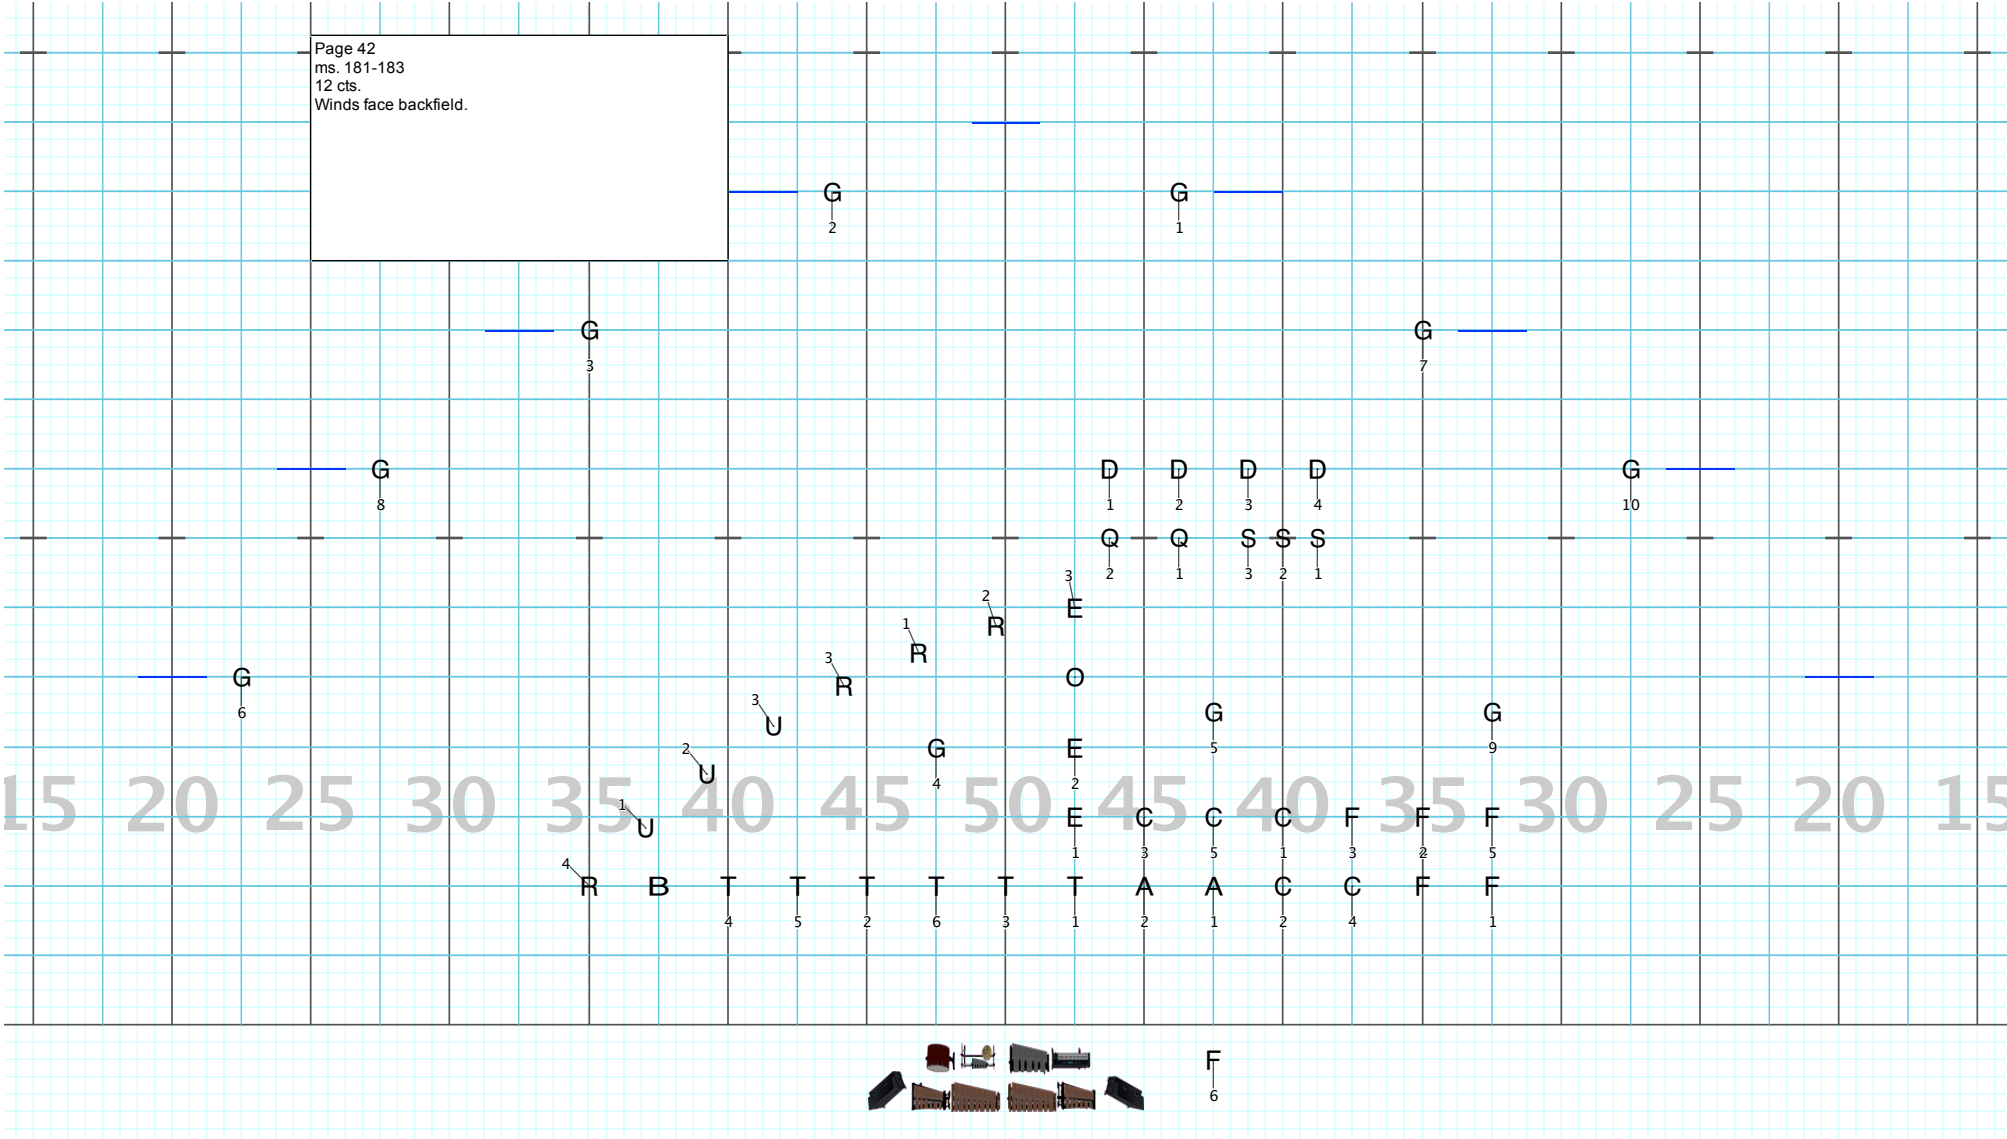 Page 42
ms. 181-183
12 cts.
Winds face backfield.
G G
2 1
G G
3 7
G D D D D G
8 1 2 3 4 10
Q Q S S S
2 1 3 2 1
3
E
2
R
1
R
3
R
G O
6
3
U
G G
5 9
2
U
G E
4 2
15 20 25 30 35 40 45 50 45 40 35 30 25 20 15
1
U
E C C C F F F
1 3 5 1 3 2 5
4
R B T T T T T T A A C C F F
4 5 2 6 3 1 2 1 2 4 1
F
6